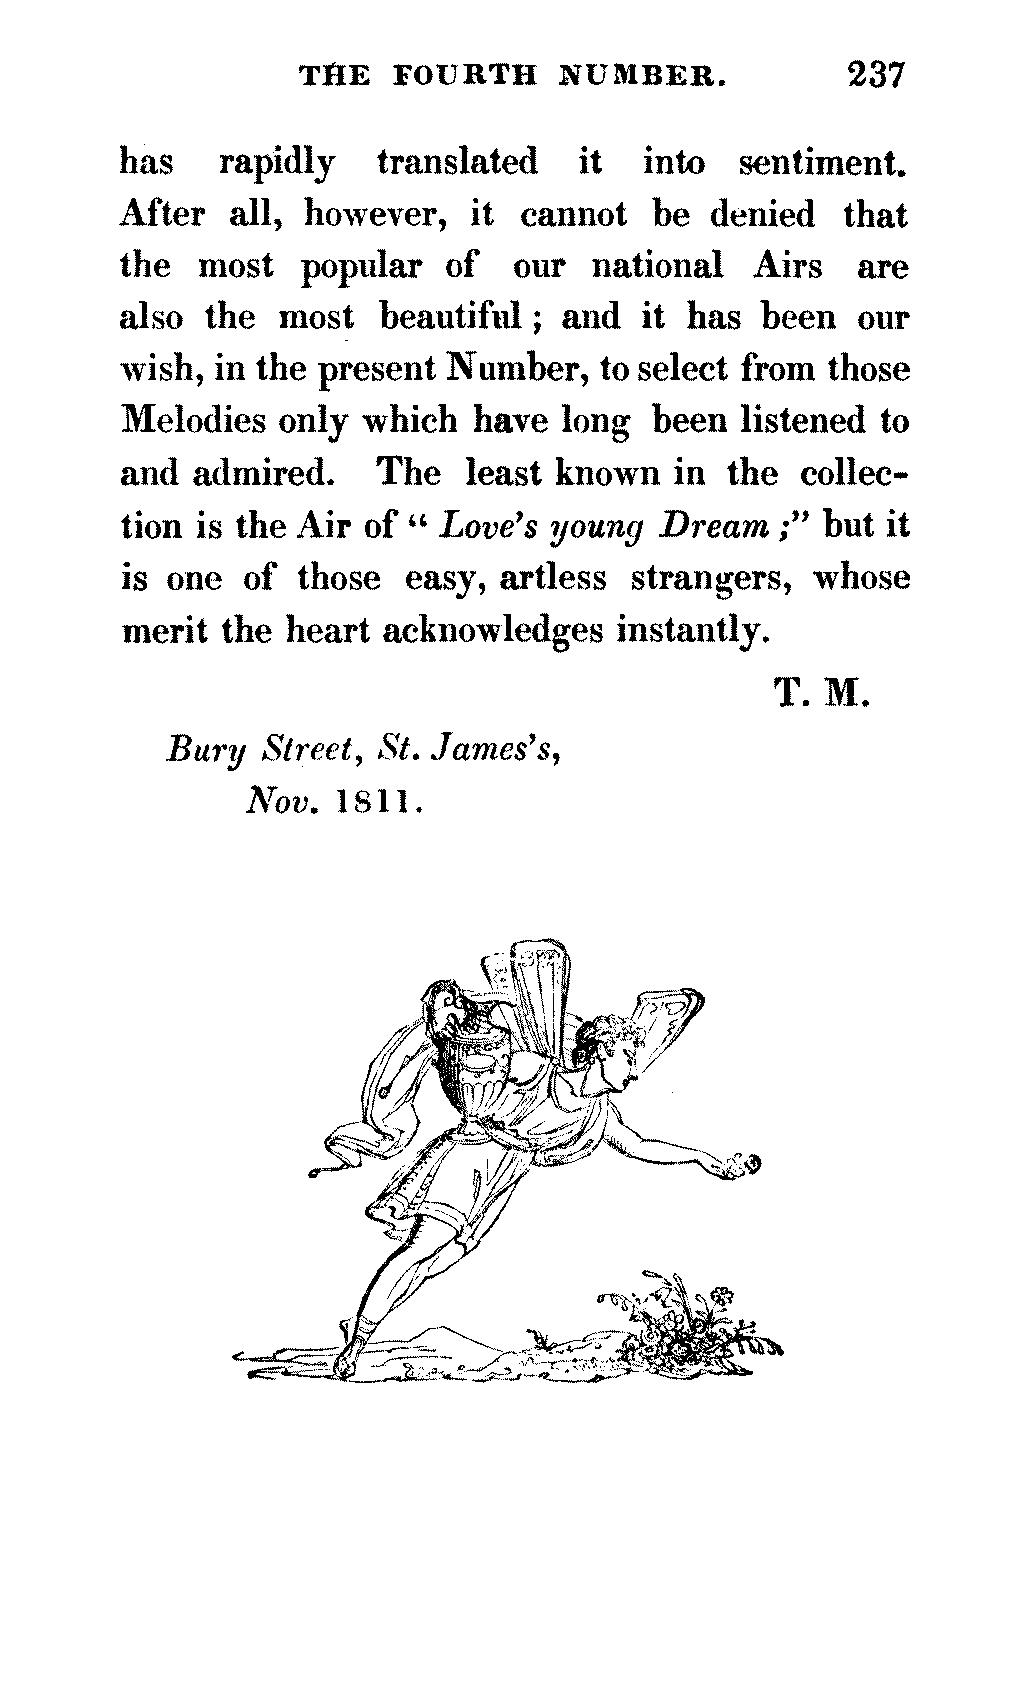 THE FOURTH NUMBER. 237
has rapidly translated it into sentiment.
After all, however, it cannot be denied that
the most popular of our national Airs are
also the most beautiful ; and it has been our
wish, in the present Number, to select from those
Melodies only which have long been listened to
and admired. The least known in the collec-
tion is the Air of “ Love's young Dream ;” but it
is one of those easy, artless strangers, whose
merit the heart acknowledges instantly.
T. M.
Bury Street, St. James's,
Nov. 1811.